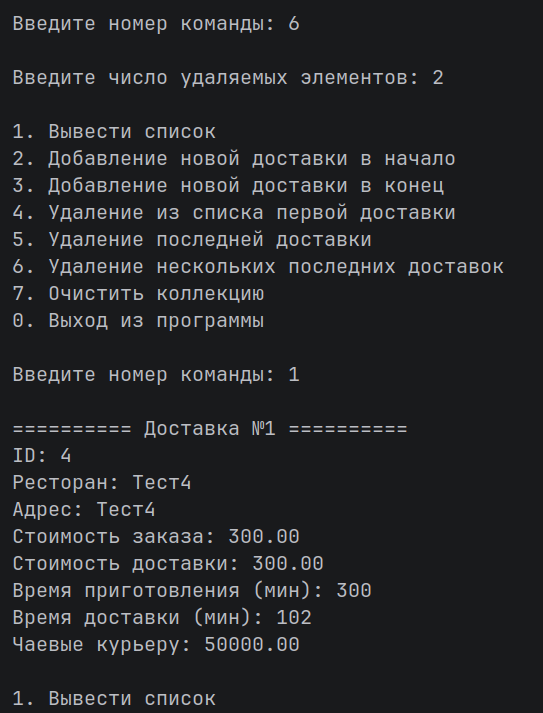 Введите номер команды: 6
Введите число удаляемых элементов: 2
1. Вывести список
2. Добавление новой доставки в начало
3. Добавление новой доставки в конец
4. Удаление из списка первой доставки
5. Удаление последней доставки
6. Удаление нескольких последних доставок
7. Очистить коллекцию
0. Выход из программы
Введите номер команды: 1
========== Доставка №1 ==========
ID: 4
Ресторан: Тест4
Адрес: Тест4
Стоимость заказа: 300.00
Стоимость доставки: 300.00
Время приготовления (мин): 300
Время доставки (мин): 102
Чаевые курьеру: 50000.00
1. Вывести список